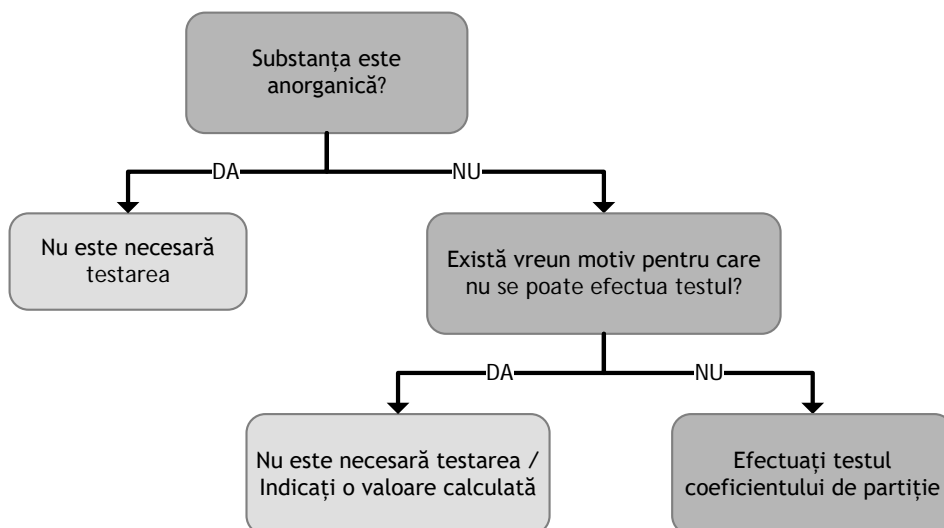 Substanța este
anorganică?
DA
NU
Nu este necesară
testarea
Există vreun motiv pentru care
nu se poate efectua testul?
DA
NU
Nu este necesară testarea /
Indicați o valoare calculată
Efectuați testul
coeficientului de partiție